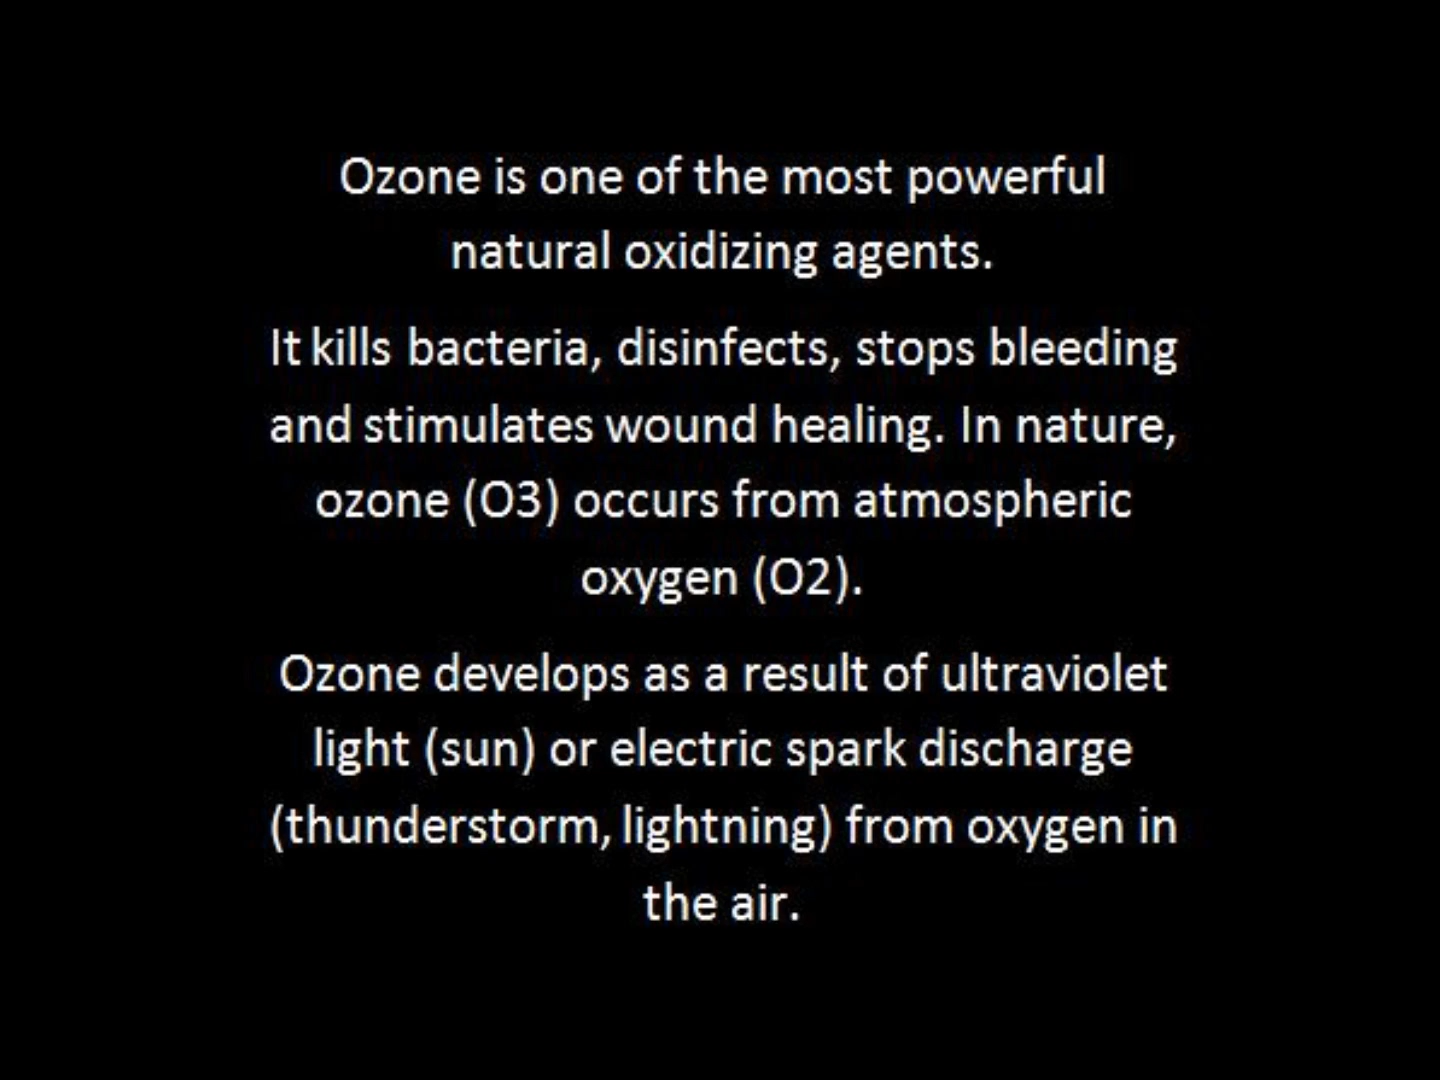 Ozone is one of the most powerful
natural oxidizing agents.
It kills bacteria, disinfects, stops bleeding
and stimulates wound healing. In nature,
ozone (O3) occurs from atmospheric
oxygen (O2).
Ozone develops as a result of ultraviolet
light (sun) or electric spark discharge
(thunderstorm, lightning) from oxygen in
the air.